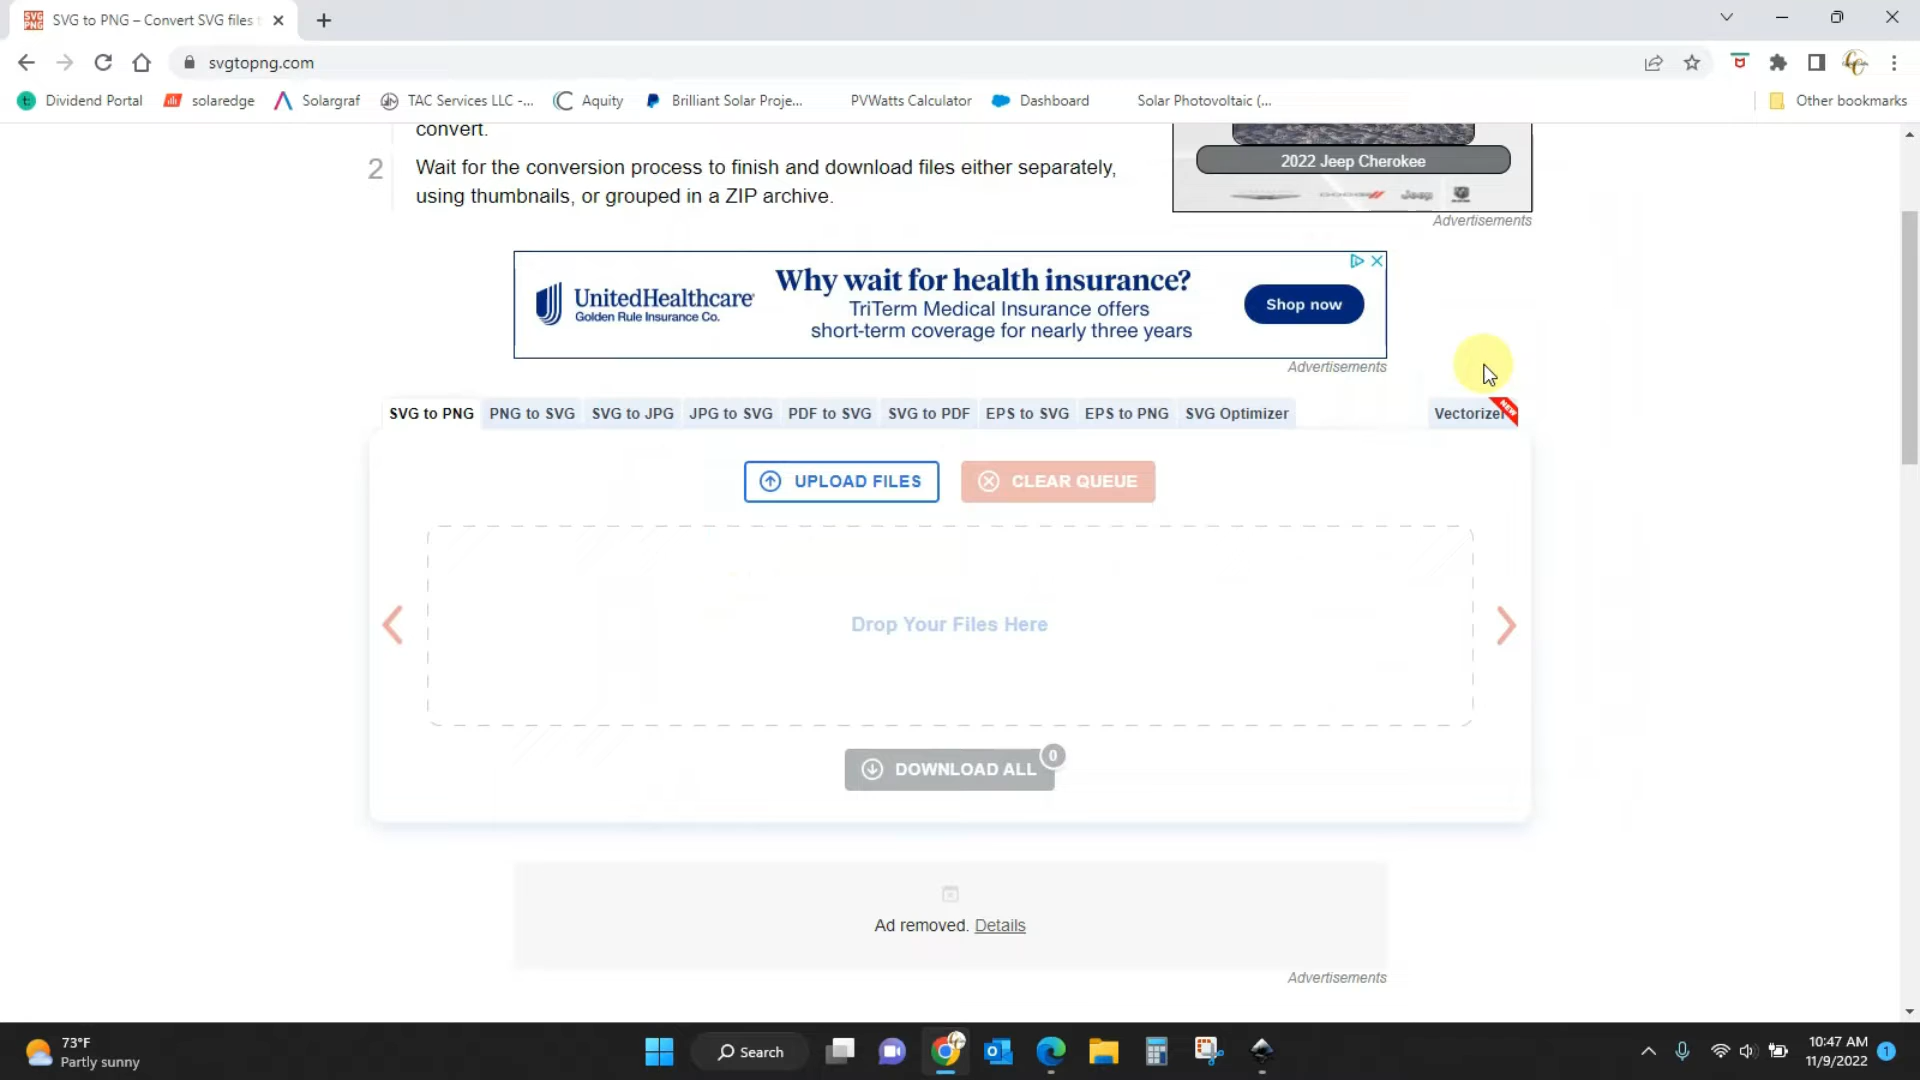 SVG to PNG – Convert SVG files t
svgtopng.com
Dividend Portal
solaredge
Solargraf
TAC Services LLC -...
Aquity
Brilliant Solar Proje...
PVWatts Calculator
Dashboard
Solar Photovoltaic (...
Other bookmarks
convert.
2
Wait for the conversion process to finish and download files either separately,
using thumbnails, or grouped in a ZIP archive.
2022 Jeep Cherokee
Jeep
Advertisements
UnitedHealthcare
Golden Rule Insurance Co.
Why wait for health insurance?
TriTerm Medical Insurance offers
short-term coverage for nearly three years
Shop now
Advertisements
SVG to PNG
PNG to SVG
SVG to JPG
JPG to SVG
PDF to SVG
SVG to PDF
EPS to SVG
EPS to PNG
SVG Optimizer
Vectorizer
NEW
UPLOAD FILES
CLEAR QUEUE
Drop Your Files Here
DOWNLOAD ALL
0
Ad removed. Details
Advertisements
73°F
Partly sunny
Search
10:47 AM
11/9/2022
1